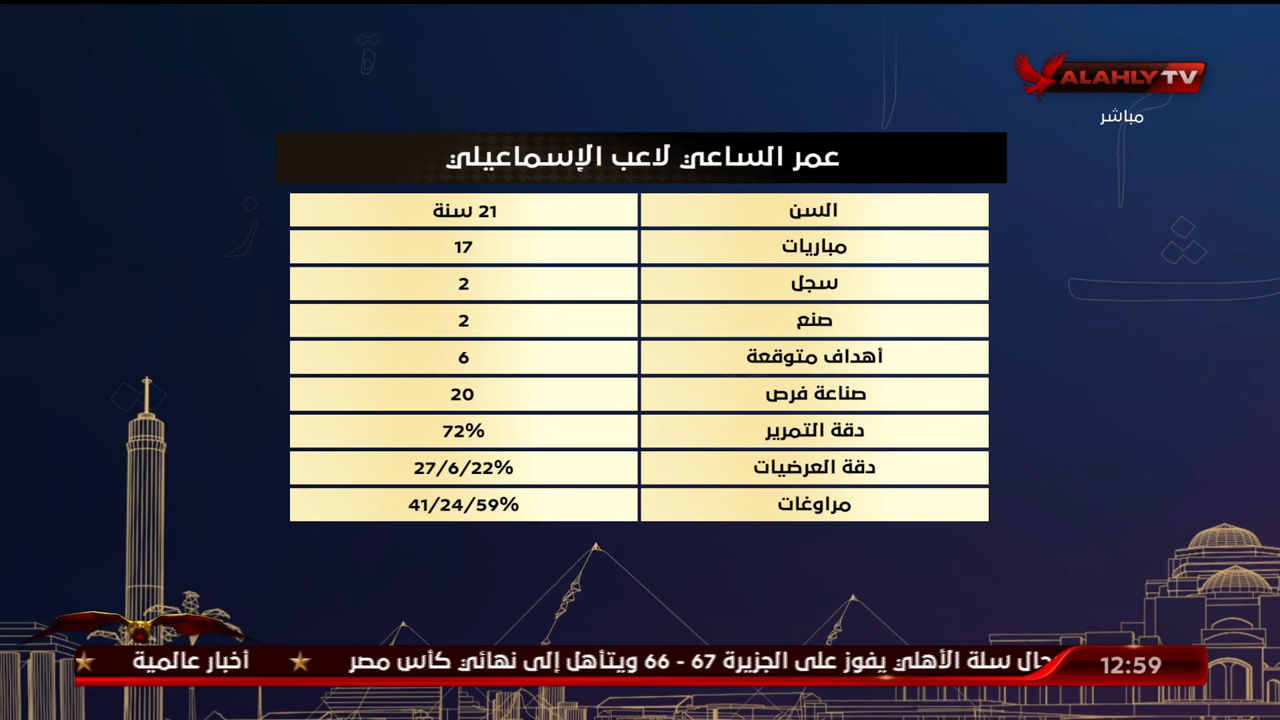 ALAHLY TV
مباشر
عمر الساعي لاعب الإسماعيلي
السن 21 سنة
مباريات 17
سجل 2
صنع 2
أهداف متوقعة 6
صناعة فرص 20
دقة التمرير 72%
دقة العرضيات 27/6/22%
مراوغات 41/24/59%
12:59
سلة الأهلي يفوز على الجزيرة 67 - 66 ويتأهل إلى نهائي كأس مصر ★ أخبار عالمية ★